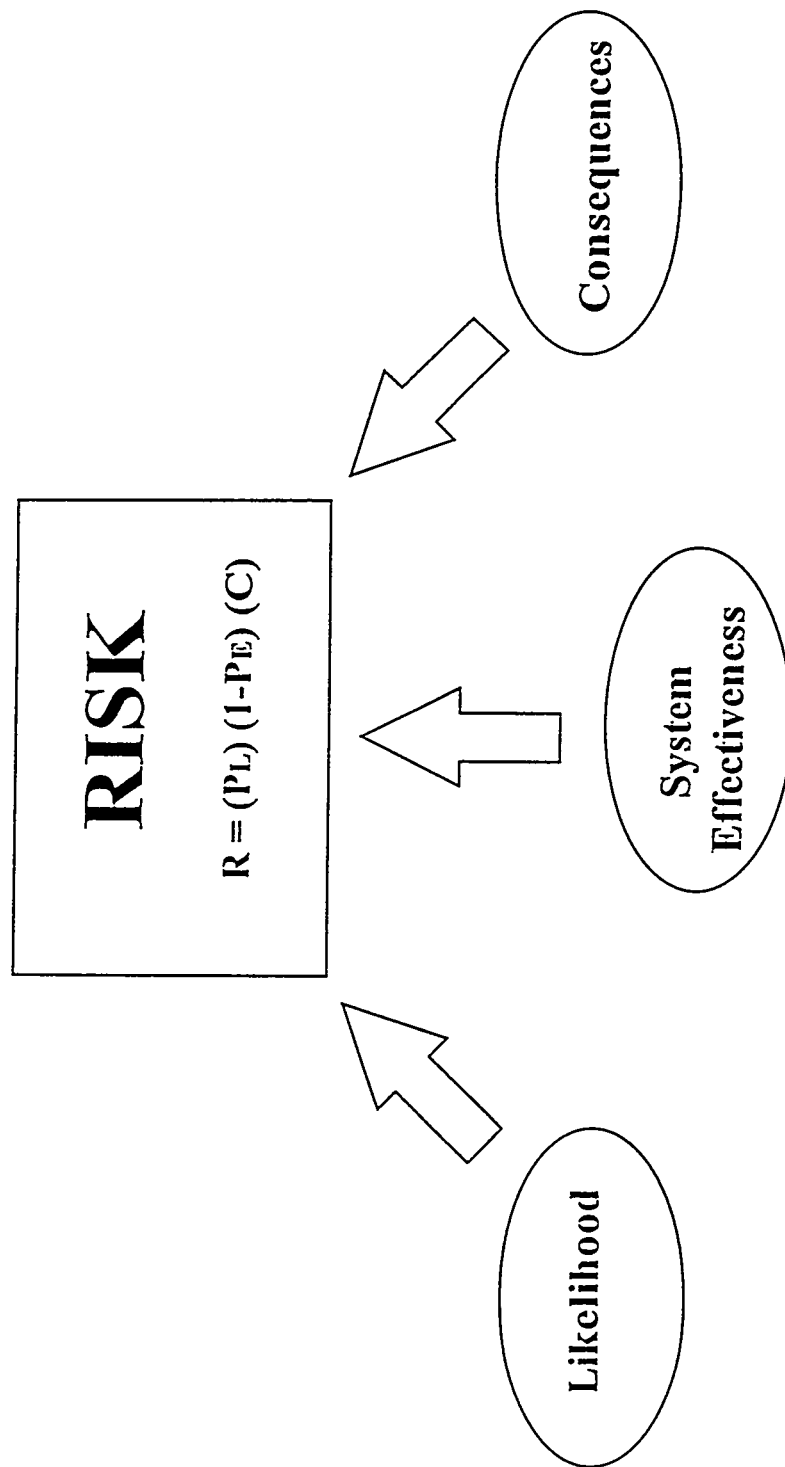 RISK
R = (PL) (1-PE) (C)
Likelihood
System
Effectiveness
Consequences